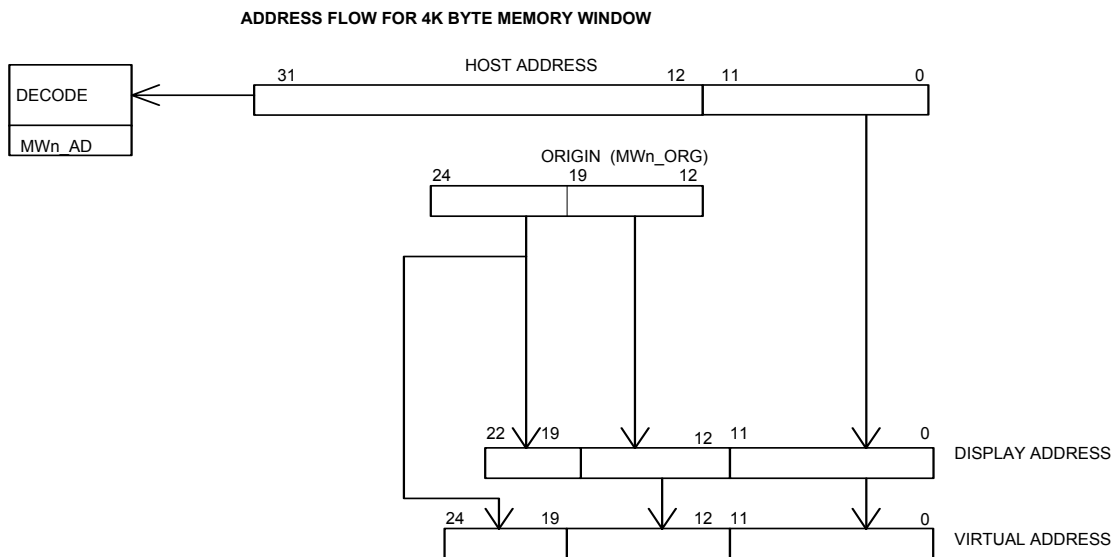 ADDRESS FLOW FOR 4K BYTE MEMORY WINDOW
HOST ADDRESS
31 12 11 0
DECODE
MWn_AD
ORIGIN (MWn_ORG)
24 19 12
22 19 12 11 0
DISPLAY ADDRESS
24 19 12 11 0
VIRTUAL ADDRESS